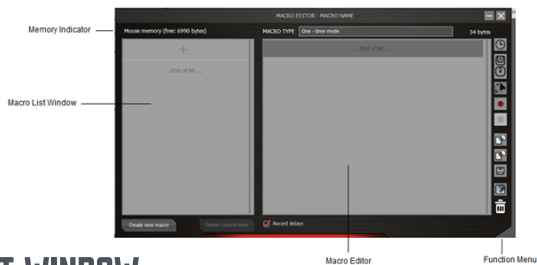 MACRO EDITOR - MACRO NAME
Memory Indicator
Mouse memory (free: 6990 bytes)
MACRO TYPE
One - time mode
34 bytes
...End of list ...
...End of list ...
Macro List Window
Create new macro
Delete current item
Record delays
WINDOW
Macro Editor
Function Menu